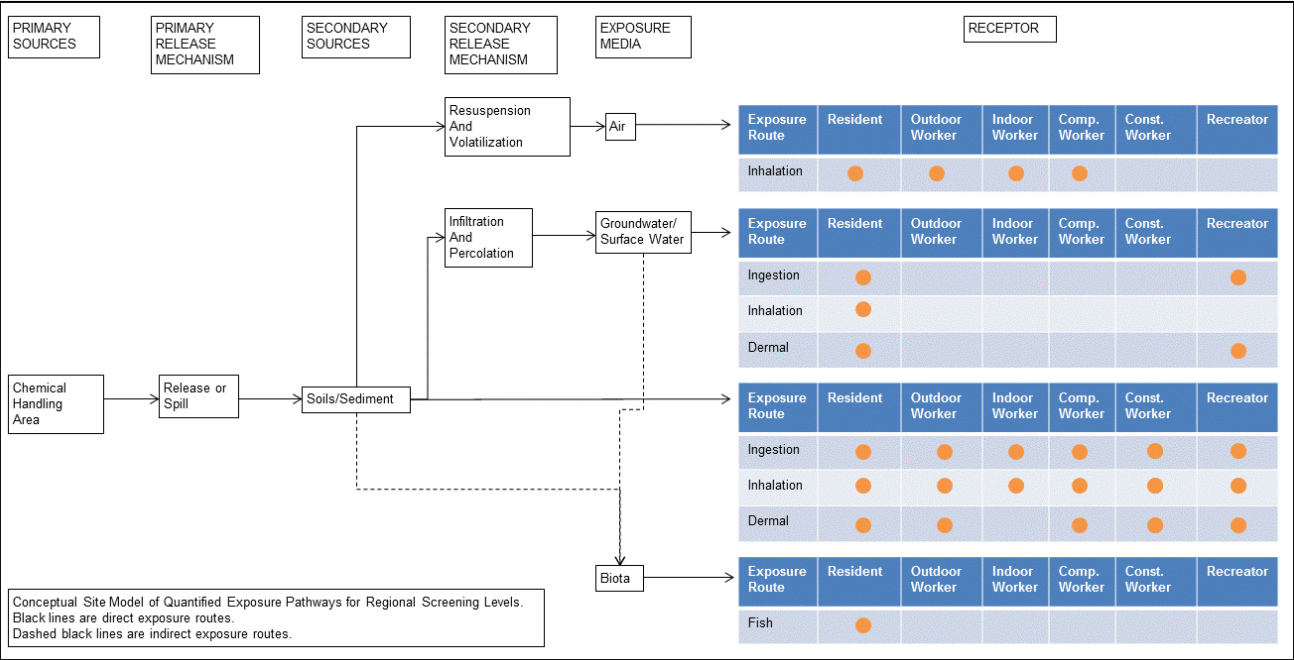 PRIMARY
SOURCES
PRIMARY
RELEASE
MECHANISM
SECONDARY
SOURCES
SECONDARY
RELEASE
MECHANISM
EXPOSURE
MEDIA
RECEPTOR
Resuspension
And
Volatilization
Air
Exposure
Route
Resident
Outdoor
Worker
Indoor
Worker
Comp.
Worker
Const.
Worker
Recreator
Inhalation
Infiltration
And
Percolation
Groundwater/
Surface Water
Exposure
Route
Resident
Outdoor
Worker
Indoor
Worker
Comp.
Worker
Const.
Worker
Recreator
Ingestion
Inhalation
Dermal
Chemical
Handling
Area
Release or
Spill
Soils/Sediment
Exposure
Route
Resident
Outdoor
Worker
Indoor
Worker
Comp.
Worker
Const.
Worker
Recreator
Ingestion
Inhalation
Dermal
Biota
Exposure
Route
Resident
Outdoor
Worker
Indoor
Worker
Comp.
Worker
Const.
Worker
Recreator
Fish
Conceptual Site Model of Quantified Exposure Pathways for Regional Screening Levels.
Black lines are direct exposure routes.
Dashed black lines are indirect exposure routes.